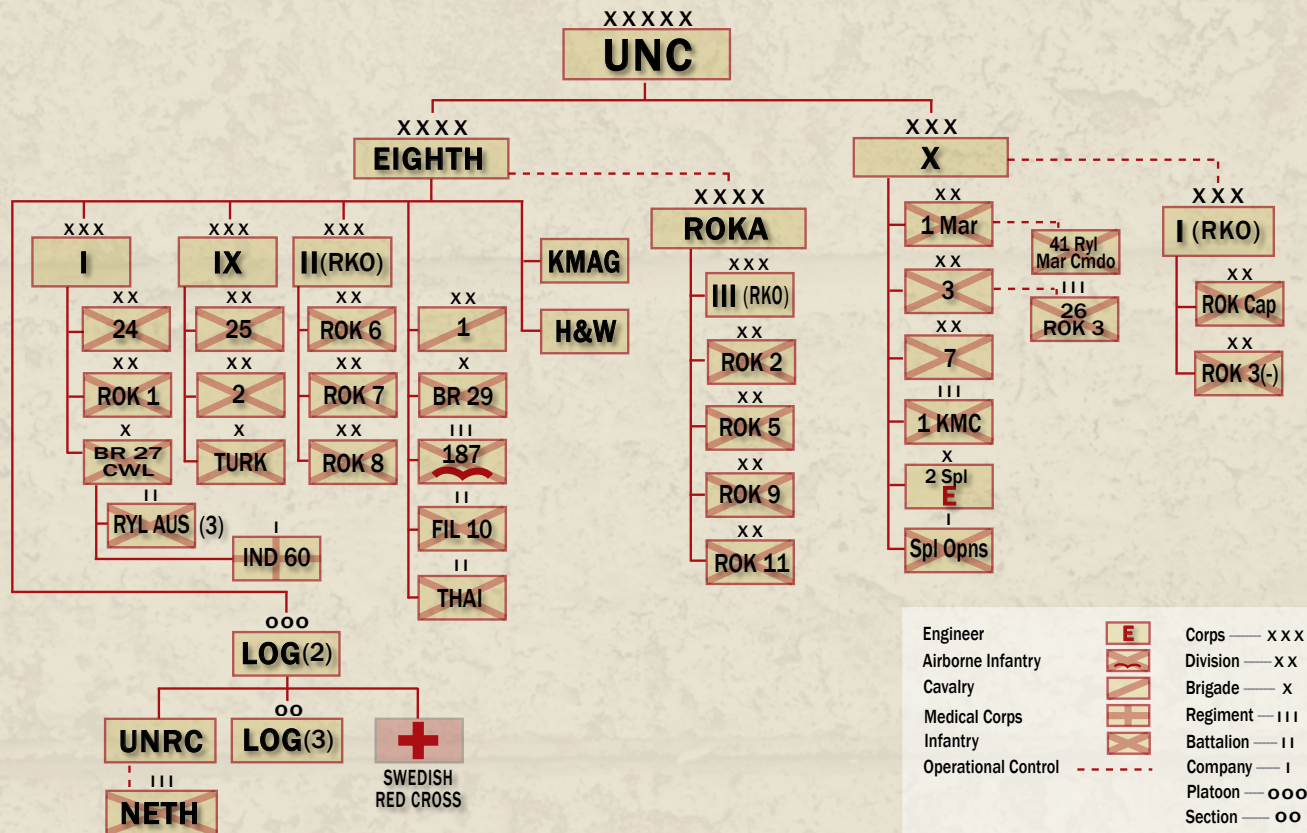 XXXXX
UNC
XXXX
EIGHTH
XXX
X
XXXX
ROKA
XXX
I (RKO)
XXX
I
XXX
IX
XXX
II(RKO)
KMAG
H&W
XX
24
XX
ROK 1
X
BR 27
CWL
II
RYL AUS (3)
I
IND 60
XX
25
XX
2
X
TURK
XX
ROK 6
XX
ROK 7
XX
ROK 8
XX
1
X
BR 29
III
187
II
FIL 10
II
THAI
XXX
III (RKO)
XX
ROK 2
XX
ROK 5
XX
ROK 9
XX
ROK 11
XX
1 Mar
41 Ryl
Mar Cmdo
XX
3
III
26
ROK 3
XX
7
III
1 KMC
X
2 Spl
E
I
Spl Opns
XX
ROK Cap
XX
ROK 3(-)
OOO
LOG(2)
UNRC
OO
LOG(3)
SWEDISH
RED CROSS
III
NETH
Engineer E
Airborne Infantry
Cavalry
Medical Corps
Infantry
Operational Control
Corps XXX
Division XX
Brigade X
Regiment III
Battalion II
Company I
Platoon OOO
Section OO